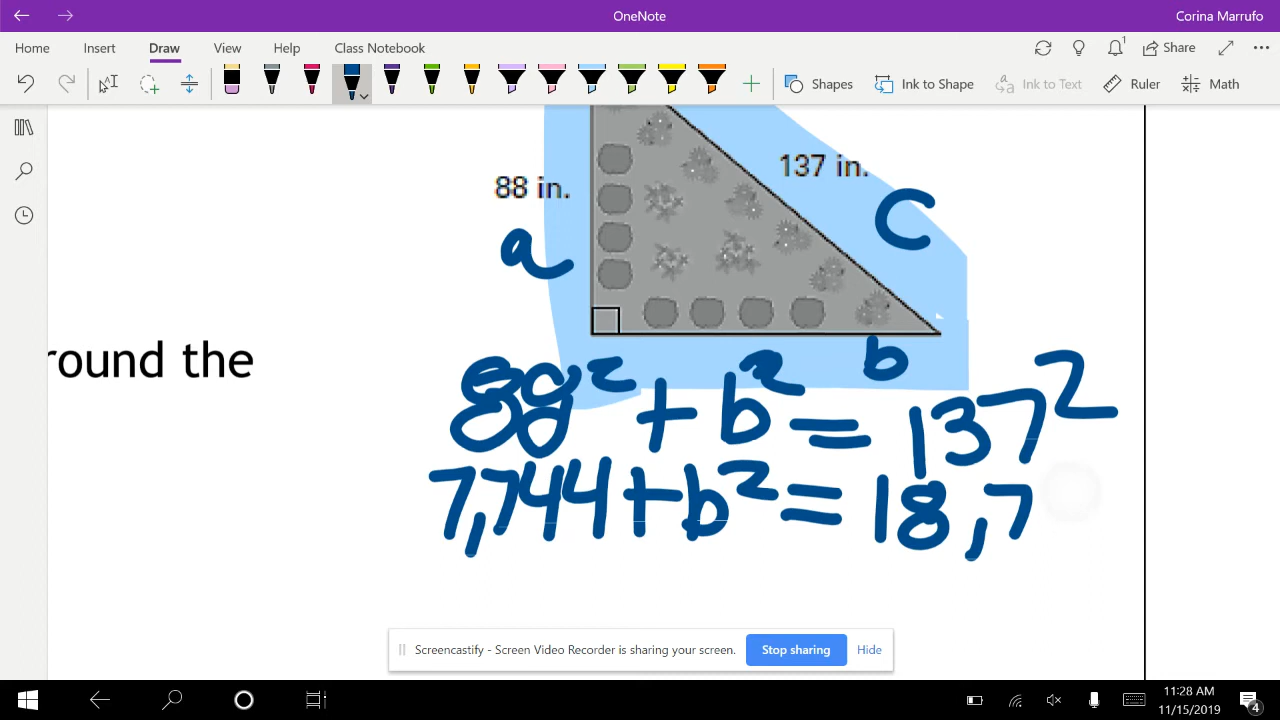 OneNote
Corina Marrufo
Home Insert Draw View Help Class Notebook
1 Share
Shapes Ink to Shape Ink to Text Ruler Math
137 in.
88 in.
C
a
b
round the
88² + b² = 137²
7,744 + b² = 18,7
Screencastify - Screen Video Recorder is sharing your screen. Stop sharing Hide
11:28 AM
11/15/2019
4